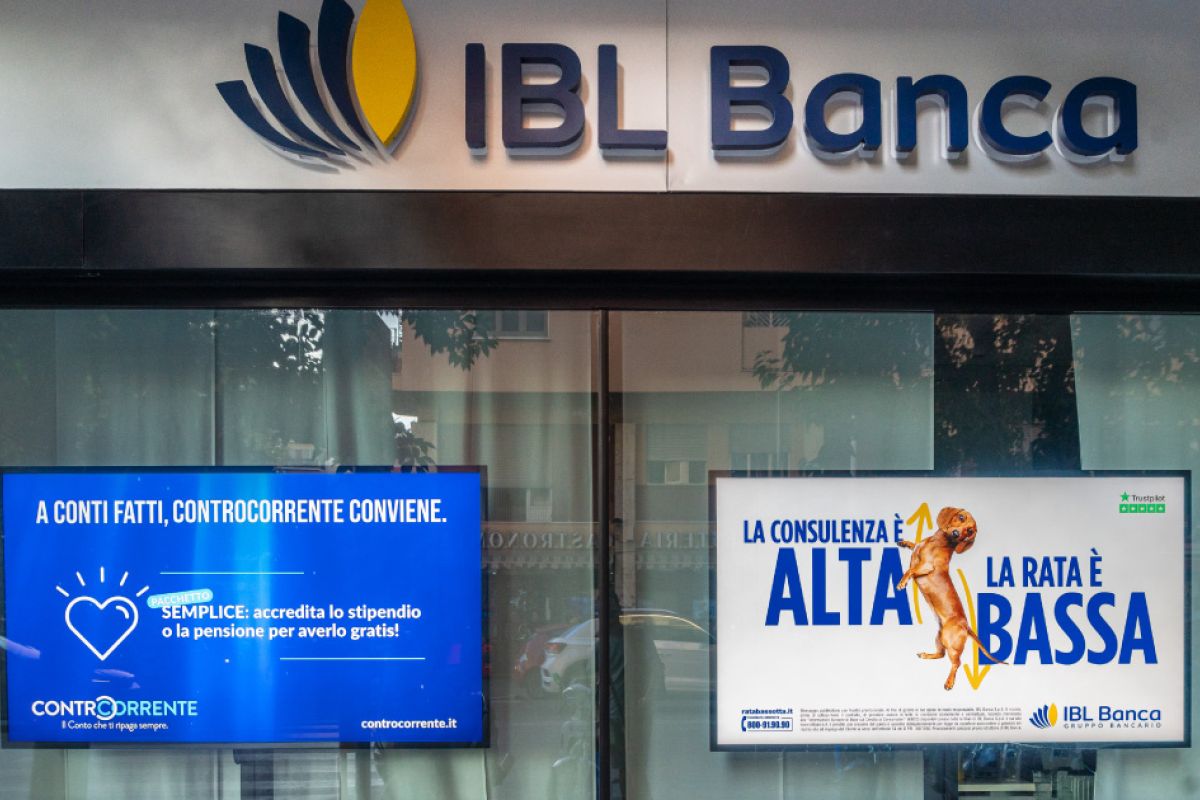 IBL Banca
A CONTI FATTI, CONTROCORRENTE CONVIENE.
PACCHETTO
SEMPLICE: accredita lo stipendio
o la pensione per averlo gratis!
CONTROCORRENTE
Il Conto che ti ripaga sempre.
controcorrente.it
Trustpilot
LA CONSULENZA È
ALTA
LA RATA È
BASSA
ratabassotta.it
800-91.90.90
IBL Banca
GRUPPO BANCARIO